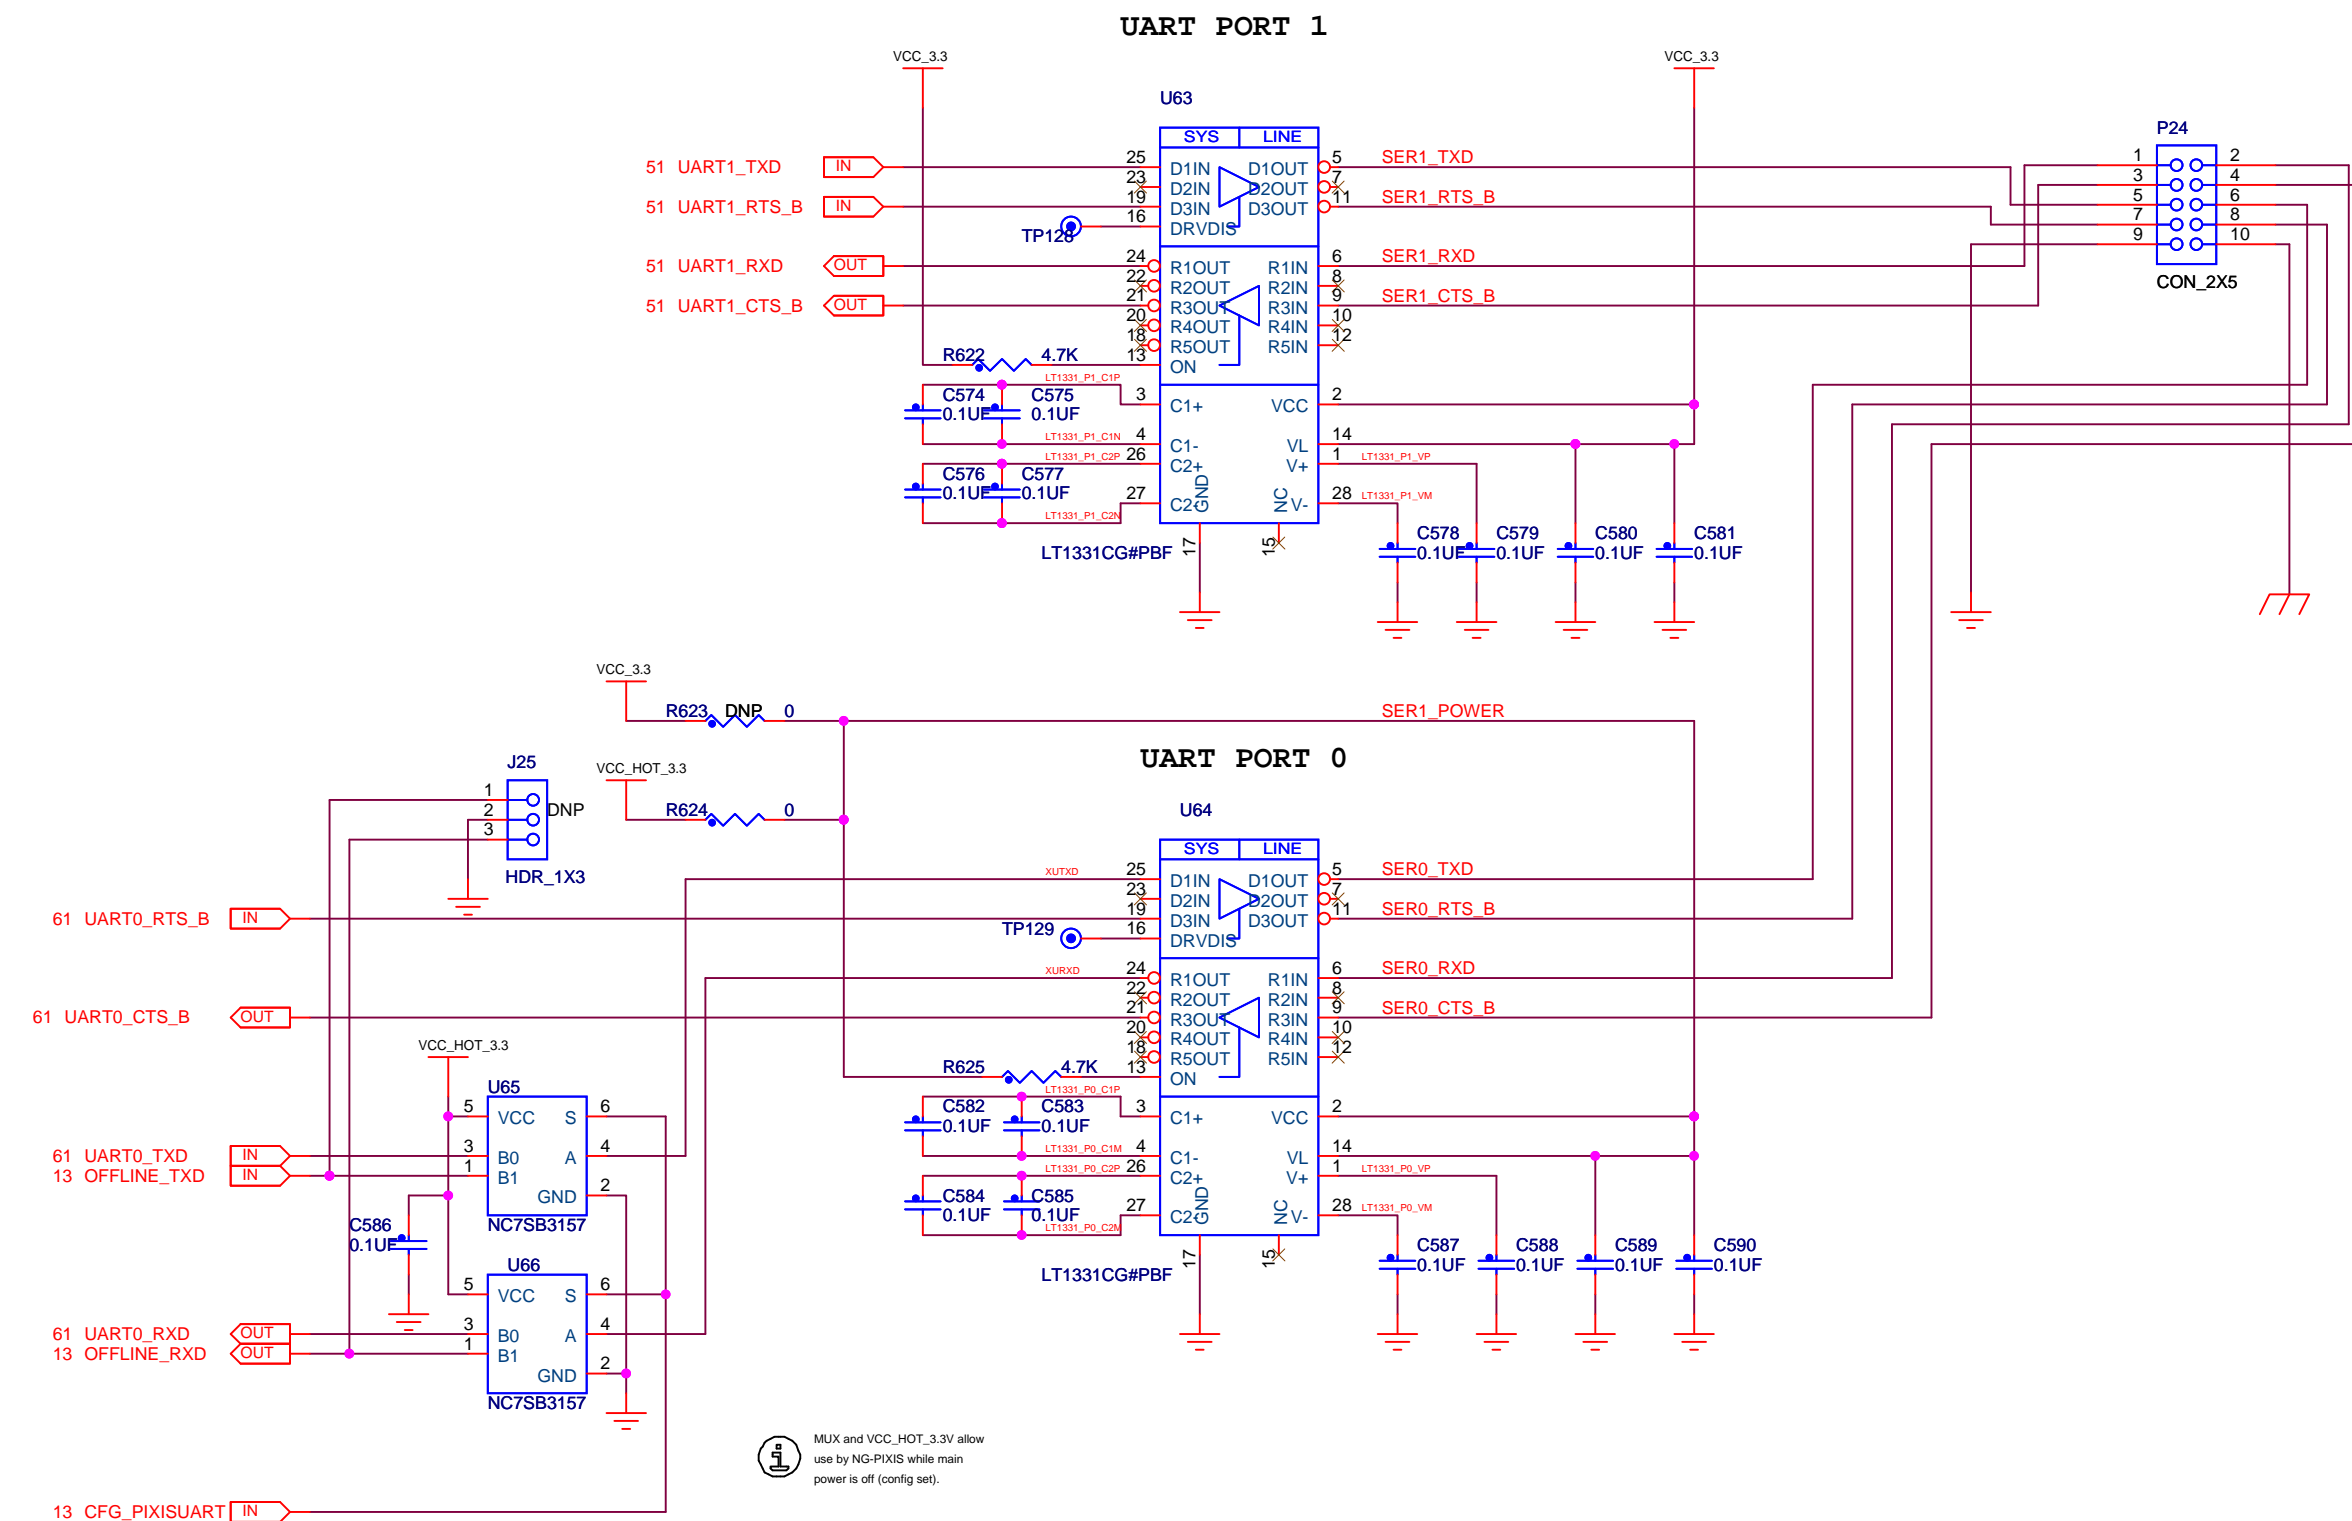 UART PORT 1
VCC_3.3
VCC_3.3
U63
SYS LINE
51 UART1_TXD IN
51 UART1_RTS_B IN
TP128
51 UART1_RXD OUT
51 UART1_CTS_B OUT
25 D1IN D1OUT 5 SER1_TXD
23 D2IN D2OUT 7
19 D3IN D3OUT 11 SER1_RTS_B
16 DRVDIS
24 R1OUT R1IN 6 SER1_RXD
22 R2OUT R2IN 8
21 R3OUT R3IN 9 SER1_CTS_B
20 R4OUT R4IN 10
18 R5OUT R5IN 12
R622 4.7K 13 ON
LT1331_P1_C1P
C574 0.1UF
C575 0.1UF
3 C1+ VCC 2
LT1331_P1_C1N
4 C1- VL 14
LT1331_P1_C2P
26 C2+ V+ 1 LT1331_P1_VP
C576 0.1UF
C577 0.1UF
27 C2- GND NC V- 28 LT1331_P1_VM
LT1331_P1_C2N
17 15
LT1331CG#PBF
C578 0.1UF
C579 0.1UF
C580 0.1UF
C581 0.1UF
P24
1 2
3 4
5 6
7 8
9 10
CON_2X5
VCC_3.3
R623 DNP 0
SER1_POWER
UART PORT 0
J25
1
2 DNP
3
HDR_1X3
VCC_HOT_3.3
R624 0
U64
SYS LINE
XUTXD 25 D1IN D1OUT 5 SER0_TXD
23 D2IN D2OUT 7
61 UART0_RTS_B IN
19 D3IN D3OUT 11 SER0_RTS_B
TP129 16 DRVDIS
XURXD 24 R1OUT R1IN 6 SER0_RXD
22 R2OUT R2IN 8
61 UART0_CTS_B OUT
21 R3OUT R3IN 9 SER0_CTS_B
20 R4OUT R4IN 10
18 R5OUT R5IN 12
R625 4.7K 13 ON
LT1331_P0_C1P
C582 0.1UF
C583 0.1UF
3 C1+ VCC 2
LT1331_P0_C1M
4 C1- VL 14
LT1331_P0_C2P
26 C2+ V+ 1 LT1331_P0_VP
C584 0.1UF
C585 0.1UF
27 C2- GND NC V- 28 LT1331_P0_VM
LT1331_P0_C2M
17 15
LT1331CG#PBF
C587 0.1UF
C588 0.1UF
C589 0.1UF
C590 0.1UF
VCC_HOT_3.3
U65
5 VCC S 6
61 UART0_TXD IN 3 B0 A 4
13 OFFLINE_TXD IN 1 B1
GND 2
NC7SB3157
C586
0.1UF
U66
5 VCC S 6
61 UART0_RXD OUT 3 B0 A 4
13 OFFLINE_RXD OUT 1 B1
GND 2
NC7SB3157
MUX and VCC_HOT_3.3V allow
use by NG-PIXIS while main
power is off (config set).
13 CFG_PIXISUART IN